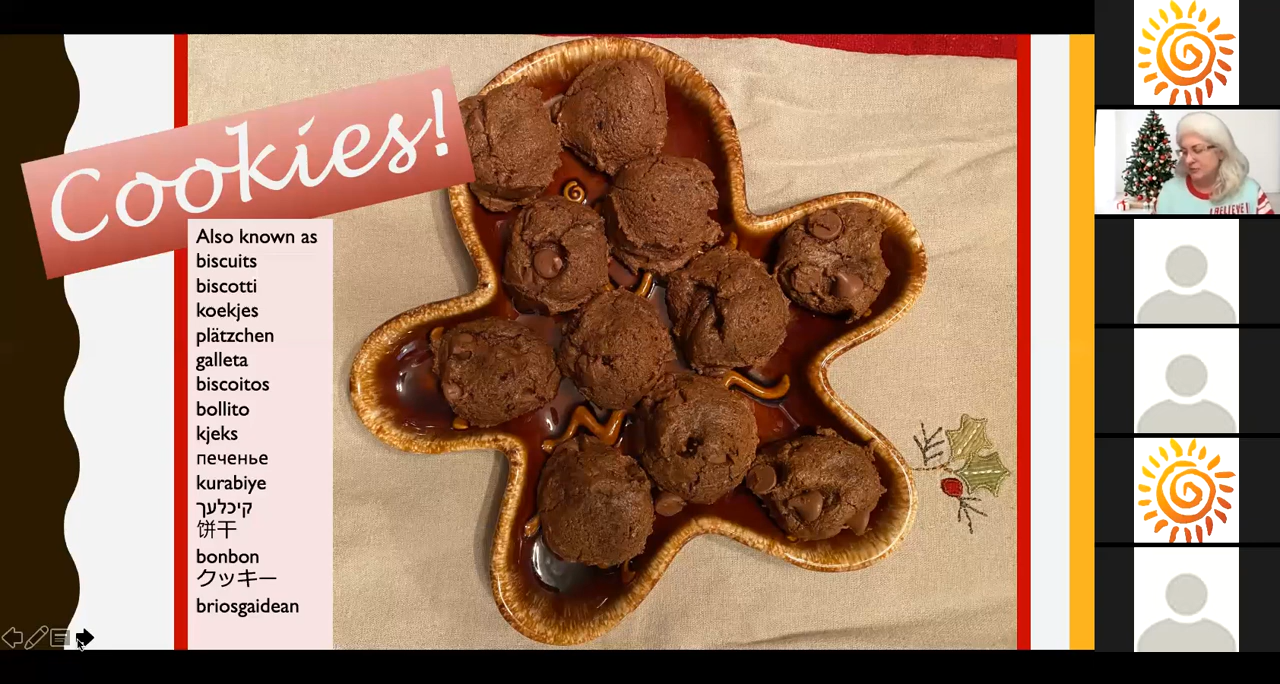 Cookies!
Also known as
biscuits
biscotti
koekjes
plätzchen
galleta
biscoitos
bollito
kjeks
печенье
kurabiye
קיכלעך
饼干
bonbon
クッキー
briosgaidean
I BELIEVE!